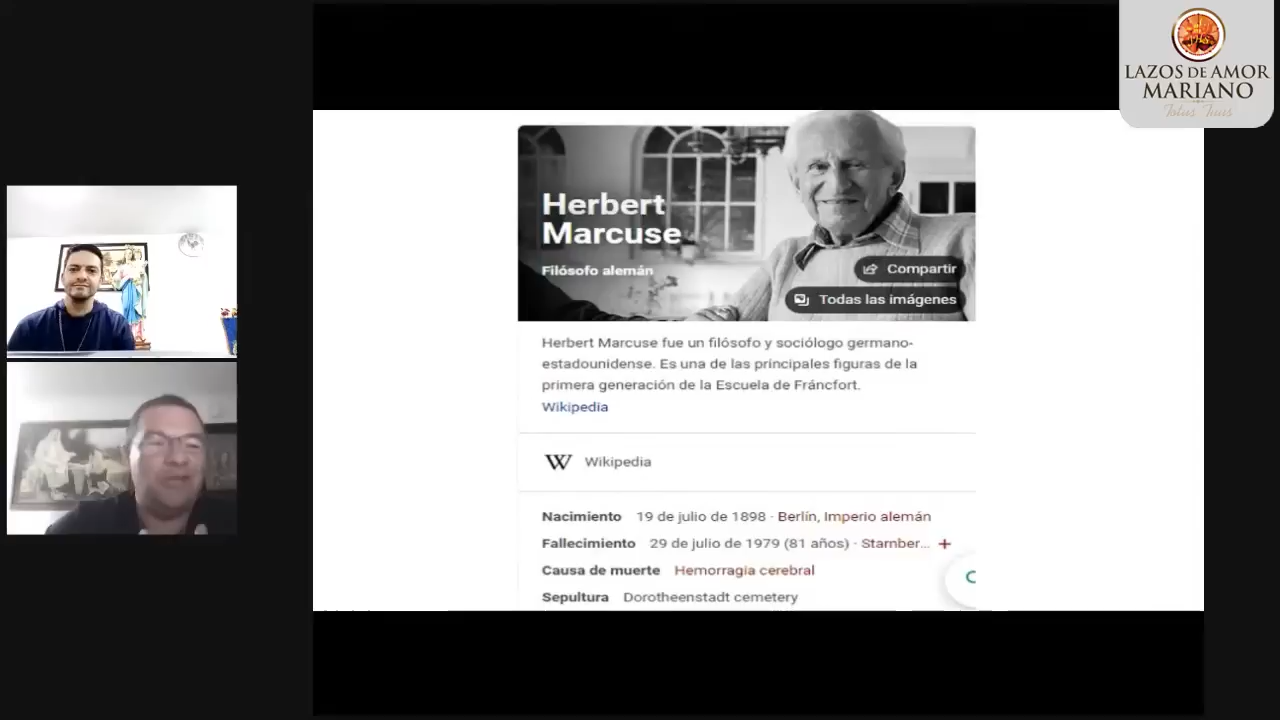 LAZOS DE AMOR
MARIANO
Totus Tuus
Herbert
Marcuse
Filósofo alemán
Compartir
Todas las imágenes
Herbert Marcuse fue un filósofo y sociólogo germano-
estadounidense. Es una de las principales figuras de la
primera generación de la Escuela de Fráncfort.
Wikipedia
W Wikipedia
Nacimiento 19 de julio de 1898 · Berlín, Imperio alemán
Fallecimiento 29 de julio de 1979 (81 años) · Starnber... +
Causa de muerte Hemorragia cerebral
Sepultura Dorotheenstadt cemetery